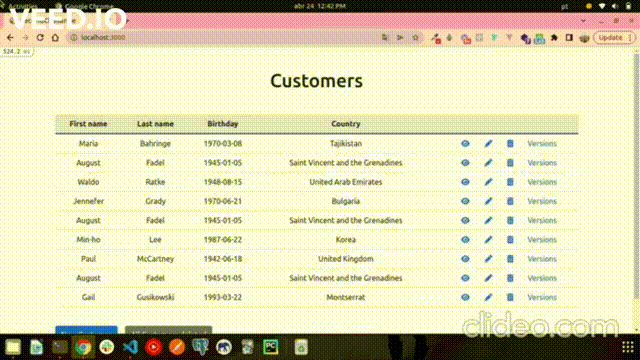 Activities Google Chrome abr 24 12:42 PM pt
VEED.IO
localhost:3000 Update
524.2 ms
Customers
First name Last name Birthday Country
Maria Bahringe 1970-03-08 Tajikistan Versions
August Fadel 1945-01-05 Saint Vincent and the Grenadines Versions
Waldo Ratke 1948-08-15 United Arab Emirates Versions
Jennefer Grady 1970-06-21 Bulgaria Versions
August Fadel 1945-01-05 Saint Vincent and the Grenadines Versions
Min-ho Lee 1987-06-22 Korea Versions
Paul McCartney 1942-06-18 United Kingdom Versions
August Fadel 1945-01-05 Saint Vincent and the Grenadines Versions
Gail Gusikowski 1993-03-22 Montserrat Versions
clideo.com
PC